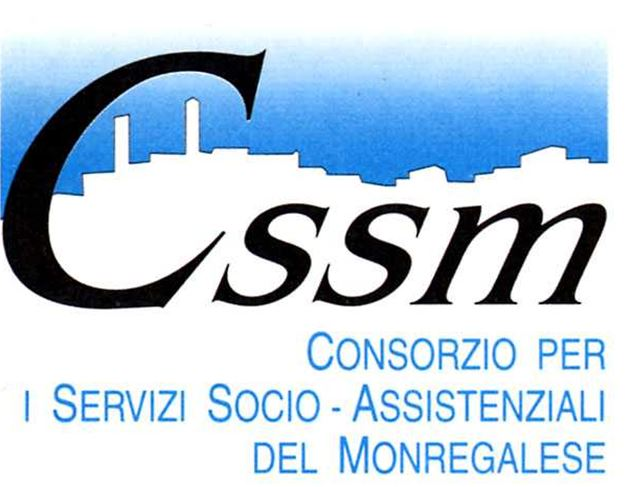 Cssm
CONSORZIO PER
I SERVIZI SOCIO - ASSISTENZIALI
DEL MONREGALESE